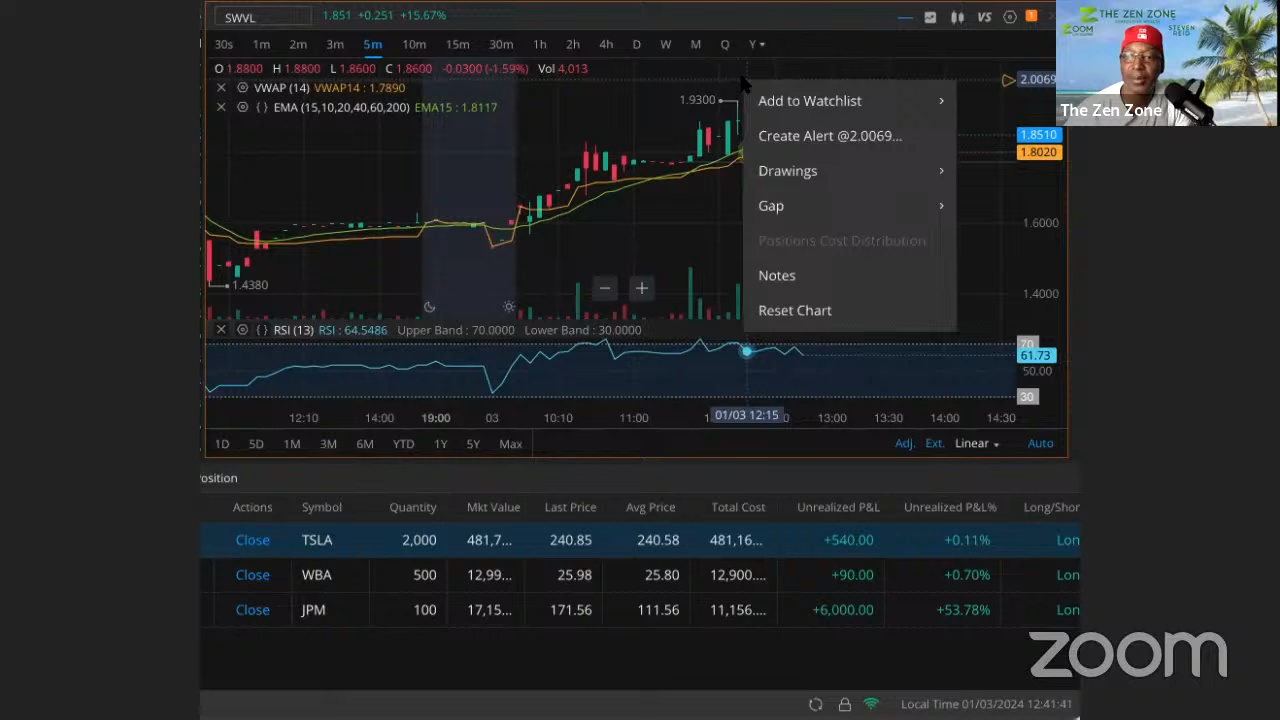 SWVL 1.851 +0.251 +15.67% VS 1
30s 1m 2m 3m 5m 10m 15m 30m 1h 2h 4h D W M Q Y
O 1.8800 H 1.8800 L 1.8600 C 1.8600 -0.0300 (-1.59%) Vol 4,013
VWAP (14) VWAP14 : 1.7890
EMA (15,10,20,40,60,200) EMA15 : 1.8117
1.9300
1.4380
Add to Watchlist
Create Alert @2.0069...
Drawings
Gap
Positions Cost Distribution
Notes
Reset Chart
2.0069
1.8510
1.8020
1.6000
1.4000
RSI (13) RSI : 64.5486 Upper Band : 70.0000 Lower Band : 30.0000
70
61.73
50.00
30
12:10 14:00 19:00 03 10:10 11:00 01/03 12:15 13:00 13:30 14:00 14:30
1D 5D 1M 3M 6M YTD 1Y 5Y Max Adj. Ext. Linear Auto
osition
Actions Symbol Quantity Mkt Value Last Price Avg Price Total Cost Unrealized P&L Unrealized P&L% Long/Shor
Close TSLA 2,000 481,7... 240.85 240.58 481,16... +540.00 +0.11% Lon
Close WBA 500 12,99... 25.98 25.80 12,900.... +90.00 +0.70% Lon
Close JPM 100 17,15... 171.56 111.56 11,156.... +6,000.00 +53.78% Lon
Local Time 01/03/2024 12:41:41
THE ZEN ZONE
ZOOM
STEVEN REID
The Zen Zone
zoom